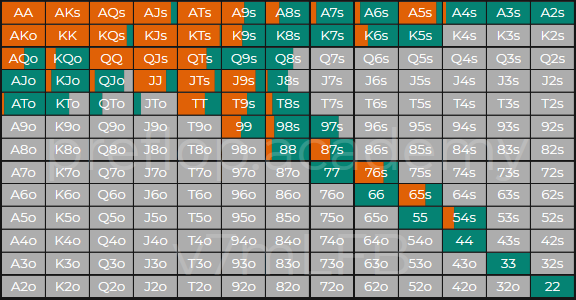 AA AKs AQs AJs ATs A9s A8s A7s A6s A5s A4s A3s A2s
AKo KK KQs KJs KTs K9s K8s K7s K6s K5s K4s K3s K2s
AQo KQo QQ QJs QTs Q9s Q8s Q7s Q6s Q5s Q4s Q3s Q2s
AJo KJo QJo JJ JTs J9s J8s J7s J6s J5s J4s J3s J2s
ATo KTo QTo JTo TT T9s T8s T7s T6s T5s T4s T3s T2s
A9o K9o Q9o J9o T9o 99 98s 97s 96s 95s 94s 93s 92s
A8o K8o Q8o J8o T8o 98o 88 87s 86s 85s 84s 83s 82s
preflop.academy
A7o K7o Q7o J7o T7o 97o 87o 77 76s 75s 74s 73s 72s
A6o K6o Q6o J6o T6o 96o 86o 76o 66 65s 64s 63s 62s
A5o K5o Q5o J5o T5o 95o 85o 75o 65o 55 54s 53s 52s
A4o K4o Q4o J4o T4o 94o 84o 74o 64o 54o 44 43s 42s
A3o K3o Q3o J3o T3o 93o 83o 73o 63o 53o 43o 33 32s
A2o K2o Q2o J2o T2o 92o 82o 72o 62o 52o 42o 32o 22